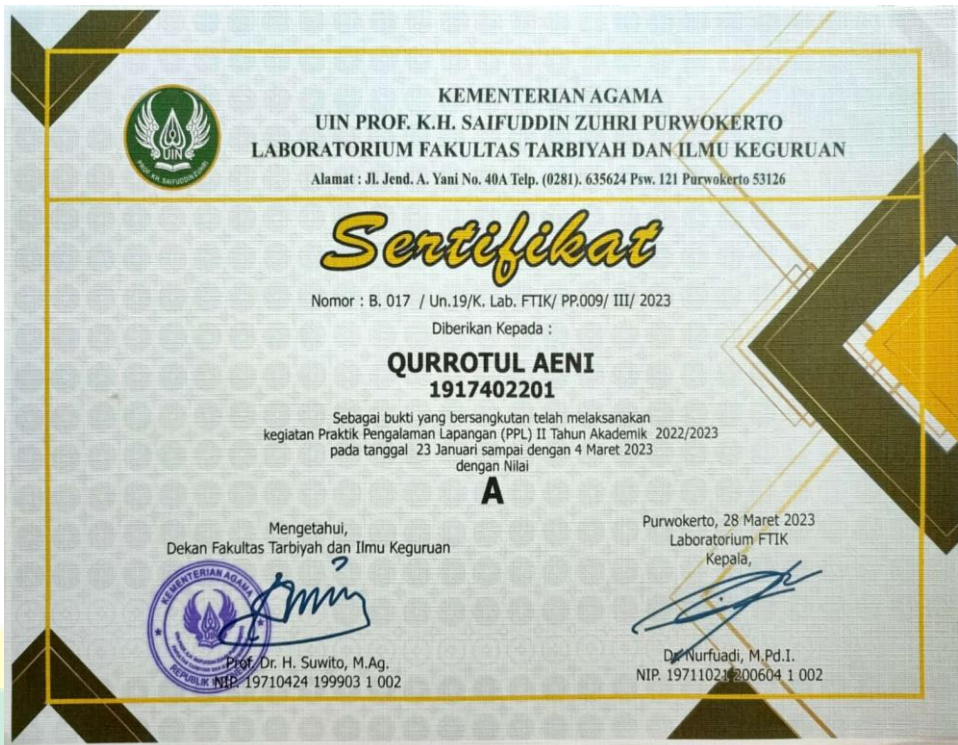 KEMENTERIAN AGAMA
UIN PROF. K.H. SAIFUDDIN ZUHRI PURWOKERTO
LABORATORIUM FAKULTAS TARBIYAH DAN ILMU KEGURUAN
Alamat : Jl. Jend. A. Yani No. 40A Telp. (0281). 635624 Psw. 121 Purwokerto 53126
UIN
PROF. KH. SAIFUDDIN ZUHRI
Sertifikat
Nomor : B. 017 / Un.19/K. Lab. FTIK/ PP.009/ III/ 2023
Diberikan Kepada :
QURROTUL AENI
1917402201
Sebagai bukti yang bersangkutan telah melaksanakan
kegiatan Praktik Pengalaman Lapangan (PPL) II Tahun Akademik 2022/2023
pada tanggal 23 Januari sampai dengan 4 Maret 2023
dengan Nilai
A
Mengetahui,
Dekan Fakultas Tarbiyah dan Ilmu Keguruan
KEMENTERIAN AGAMA
REPUBLIK
Prof. Dr. H. Suwito, M.Ag.
NIP. 19710424 199903 1 002
Purwokerto, 28 Maret 2023
Laboratorium FTIK
Kepala,
Dr. Nurfuadi, M.Pd.I.
NIP. 19711021 200604 1 002